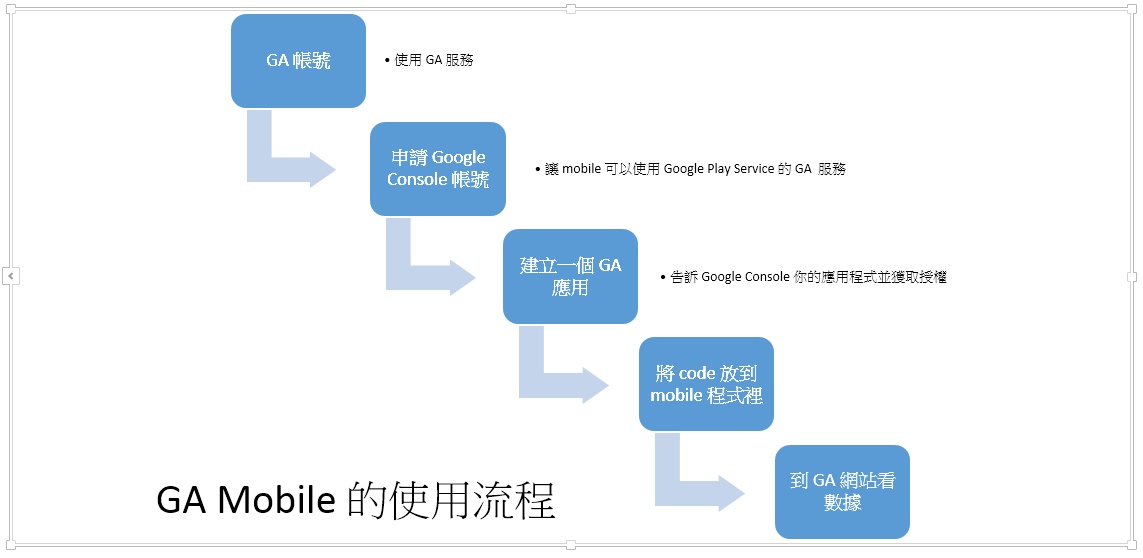 GA 帳號
• 使用 GA 服務
申請 Google
Console 帳號
• 讓 mobile 可以使用 Google Play Service 的 GA 服務
建立一個 GA
應用
• 告訴 Google Console 你的應用程式並獲取授權
將 code 放到
mobile 程式裡
到 GA 網站看
數據
GA Mobile 的使用流程